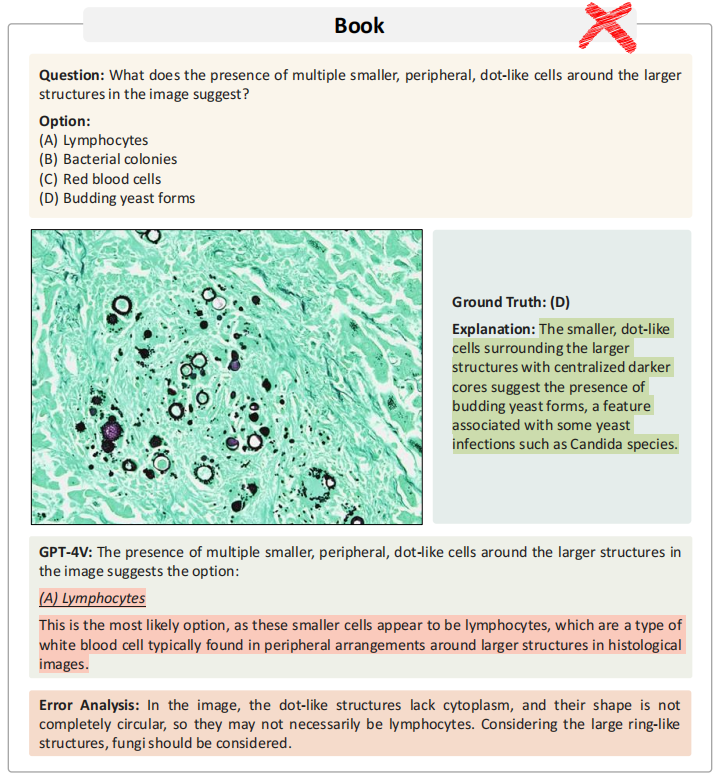 Book
Question: What does the presence of multiple smaller, peripheral, dot-like cells around the larger
structures in the image suggest?
Option:
(A) Lymphocytes
(B) Bacterial colonies
(C) Red blood cells
(D) Budding yeast forms
Ground Truth: (D)
Explanation: The smaller, dot-like
cells surrounding the larger
structures with centralized darker
cores suggest the presence of
budding yeast forms, a feature
associated with some yeast
infections such as Candida species.
GPT-4V: The presence of multiple smaller, peripheral, dot-like cells around the larger structures in
the image suggests the option:
(A) Lymphocytes
This is the most likely option, as these smaller cells appear to be lymphocytes, which are a type of
white blood cell typically found in peripheral arrangements around larger structures in histological
images.
Error Analysis: In the image, the dot-like structures lack cytoplasm, and their shape is not
completely circular, so they may not necessarily be lymphocytes. Considering the large ring-like
structures, fungi should be considered.